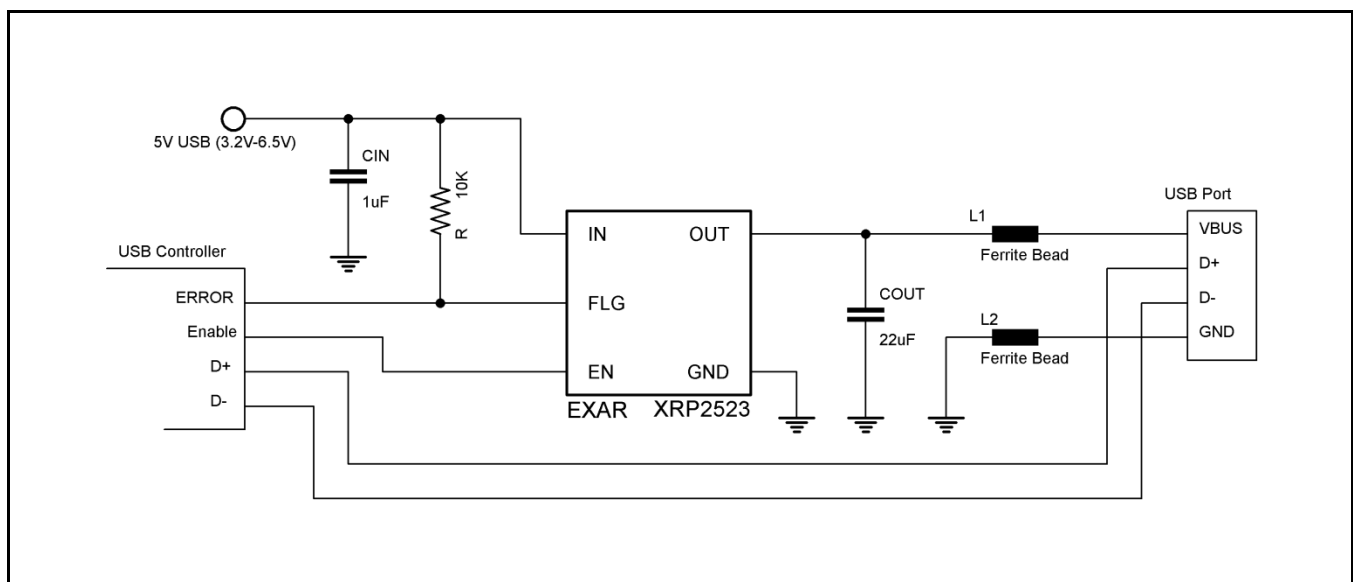 5V USB (3.2V-6.5V)
CIN
1uF
10K
R
USB Controller
ERROR
Enable
D+
D-
IN
OUT
FLG
EN
GND
EXAR
XRP2523
COUT
22uF
L1
Ferrite Bead
L2
Ferrite Bead
USB Port
VBUS
D+
D-
GND